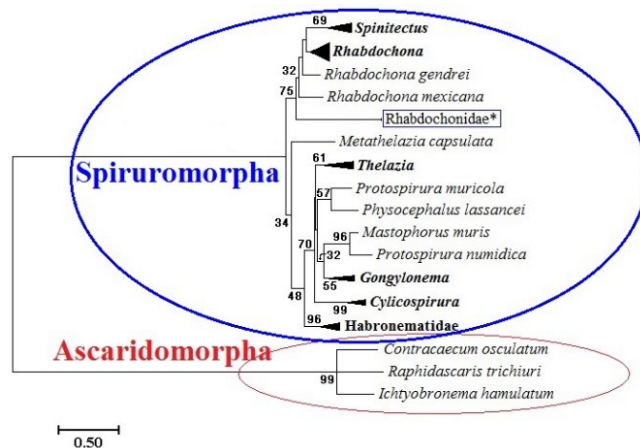 69
Spinitectus
Rhabdochona
32
Rhabdochona gendrei
75
Rhabdochona mexicana
Rhabdochonidae*
Metathelazia capsulata
61
Thelazia
Spiruromorpha
57
Protospirura muricola
Physocephalus lassancei
34
70
96
Mastophorus muris
32
Protospirura numidica
55
Gongylonema
48
99
Cylicospirura
96
Habronematidae
Ascaridomorpha
Contracaecum osculatum
99
Raphidascaris trichiuri
Ichtyobronema hamulatum
0.50